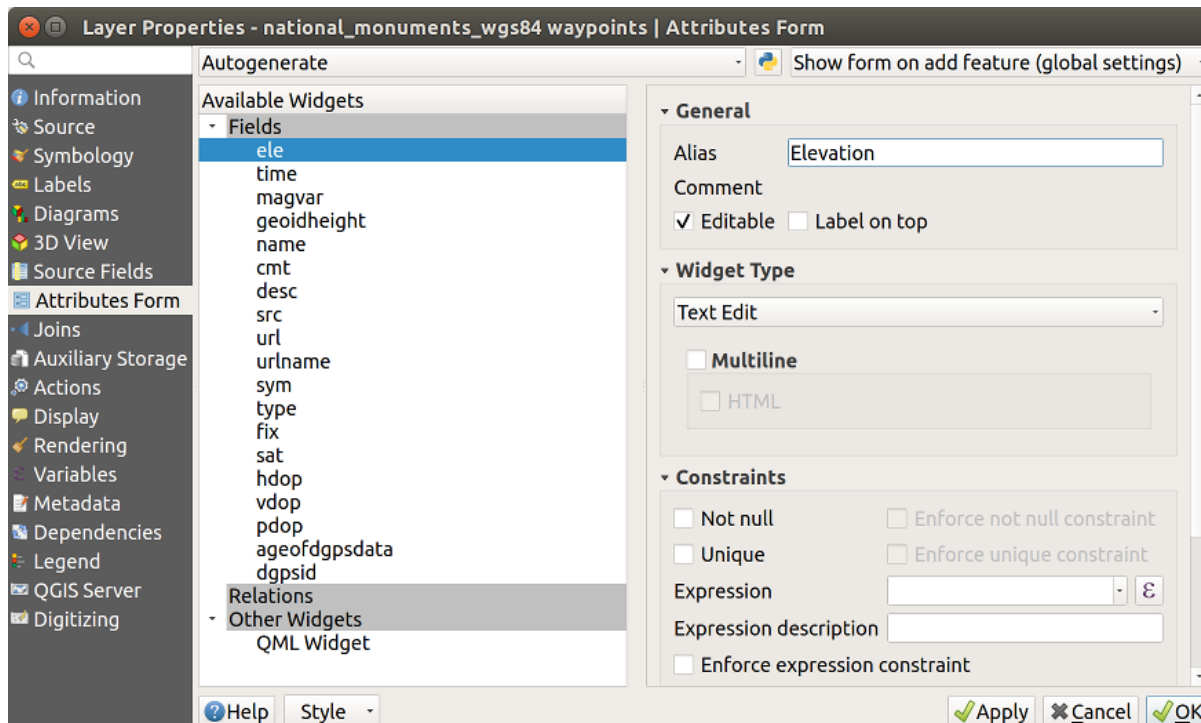 Layer Properties - national_monuments_wgs84 waypoints | Attributes Form
Autogenerate
Show form on add feature (global settings)
Information
Source
Symbology
Labels
Diagrams
3D View
Source Fields
Attributes Form
Joins
Auxiliary Storage
Actions
Display
Rendering
Variables
Metadata
Dependencies
Legend
QGIS Server
Digitizing
Available Widgets
Fields
ele
time
magvar
geoidheight
name
cmt
desc
src
url
urlname
sym
type
fix
sat
hdop
vdop
pdop
ageofdgpsdata
dgpsid
Relations
Other Widgets
QML Widget
General
Alias Elevation
Comment
Editable Label on top
Widget Type
Text Edit
Multiline
HTML
Constraints
Not null Enforce not null constraint
Unique Enforce unique constraint
Expression ε
Expression description
Enforce expression constraint
Help Style Apply Cancel OK